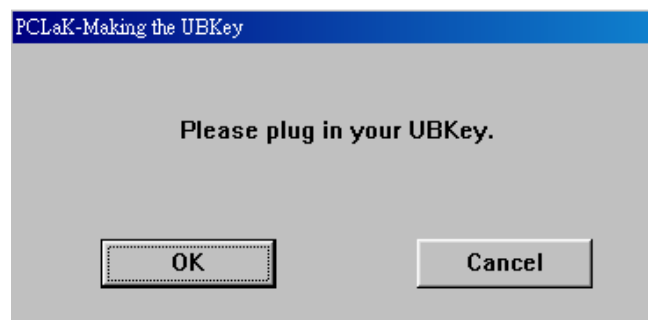 PCLaK-Making the UBKey
Please plug in your UBKey.
OK
Cancel